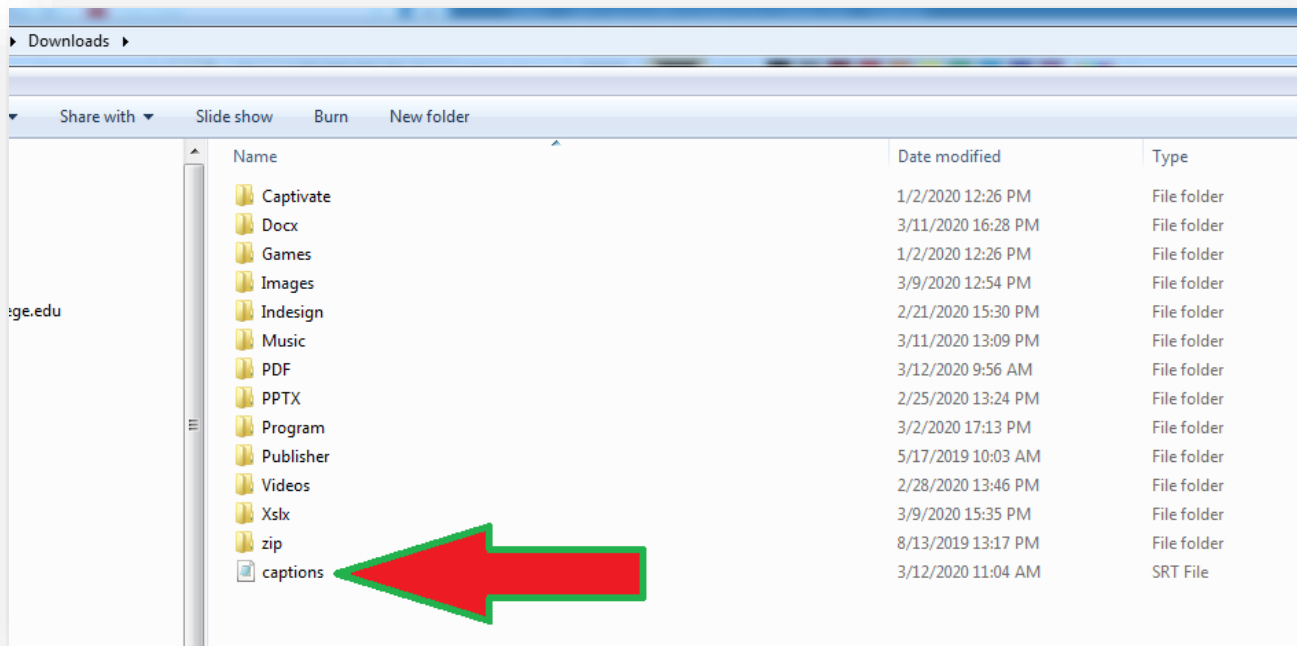 Downloads
Share with Slide show Burn New folder
Name Date modified Type
Captivate 1/2/2020 12:26 PM File folder
Docx 3/11/2020 16:28 PM File folder
Games 1/2/2020 12:26 PM File folder
Images 3/9/2020 12:54 PM File folder
ege.edu Indesign 2/21/2020 15:30 PM File folder
Music 3/11/2020 13:09 PM File folder
PDF 3/12/2020 9:56 AM File folder
PPTX 2/25/2020 13:24 PM File folder
Program 3/2/2020 17:13 PM File folder
Publisher 5/17/2019 10:03 AM File folder
Videos 2/28/2020 13:46 PM File folder
Xslx 3/9/2020 15:35 PM File folder
zip 8/13/2019 13:17 PM File folder
captions 3/12/2020 11:04 AM SRT File